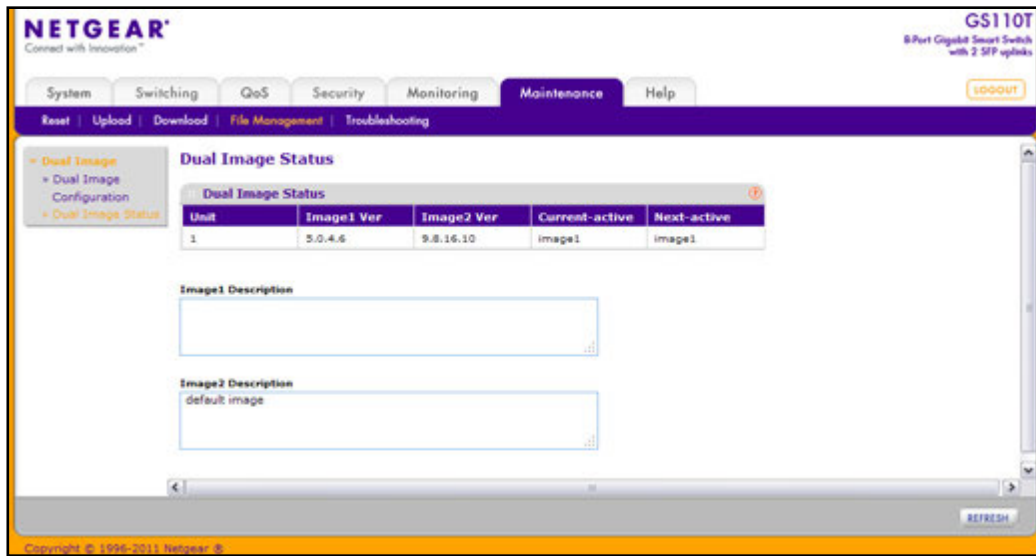 NETGEAR®
Connect with Innovation™
GS110T
8-Port Gigabit Smart Switch
with 2 SFP uplinks
System Switching QoS Security Monitoring Maintenance Help
LOGOUT
Reset | Upload | Download | File Management | Troubleshooting
Dual Image
» Dual Image
Configuration
» Dual Image Status
Dual Image Status
Dual Image Status
Unit Image1 Ver Image2 Ver Current-active Next-active
1 5.0.4.6 9.8.16.10 image1 image1
Image1 Description
Image2 Description
default image
REFRESH
Copyright © 1996-2011 Netgear ®